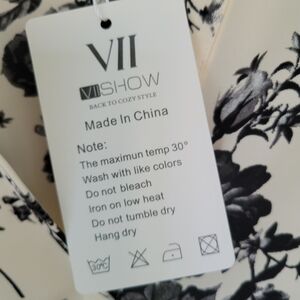 VII
VIISHOW
BACK TO COZY STYLE
Made In China
Note:
The maximun temp 30°
Wash with like colors
Do not bleach
Iron on low heat
Do not tumble dry
Hang dry
30℃